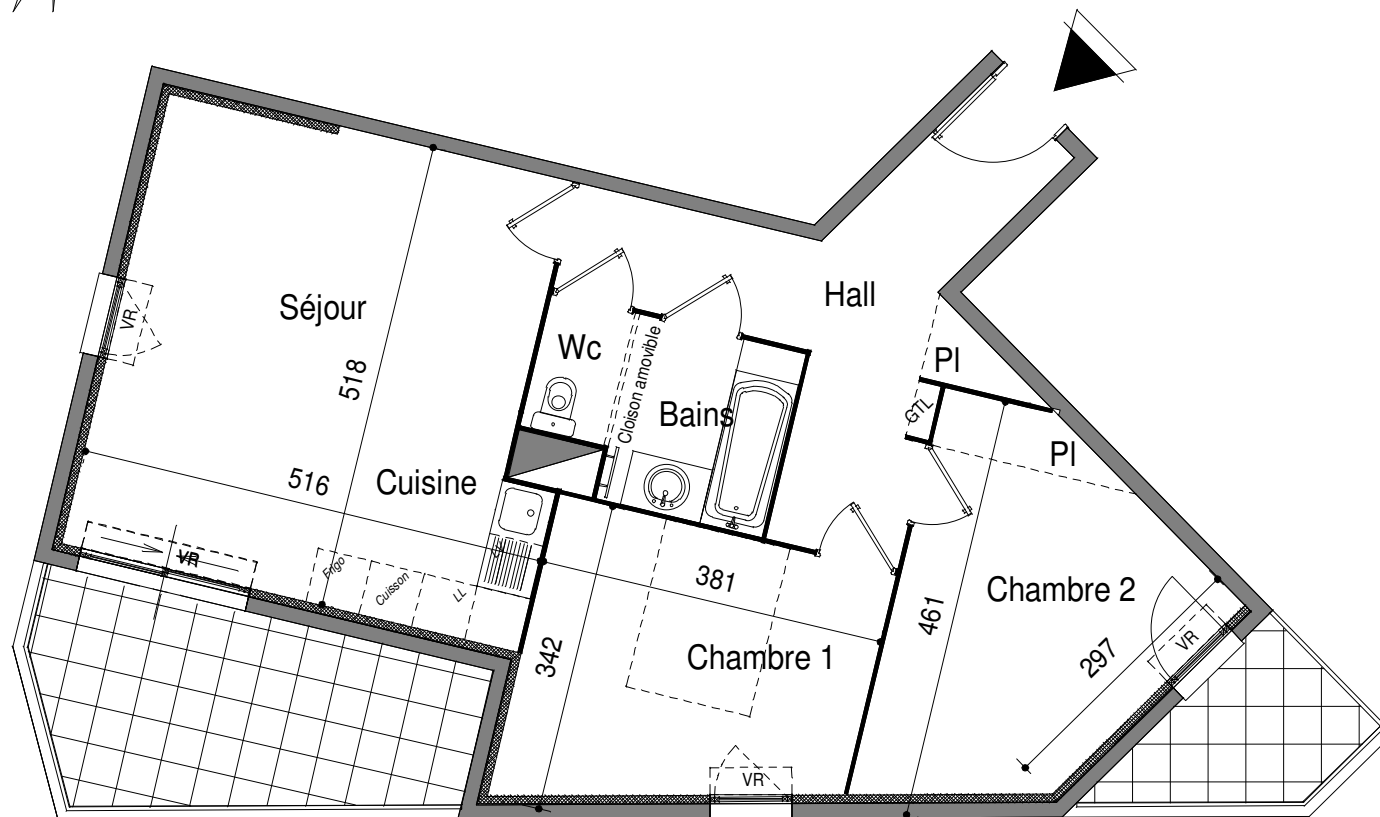 Séjour
VR
518
516
Cuisine
VR
Frigo
Cuisson
LL
Wc
Cloison amovible
Bains
Hall
Pl
GTL
Pl
381
342
Chambre 1
VR
461
Chambre 2
297
VR